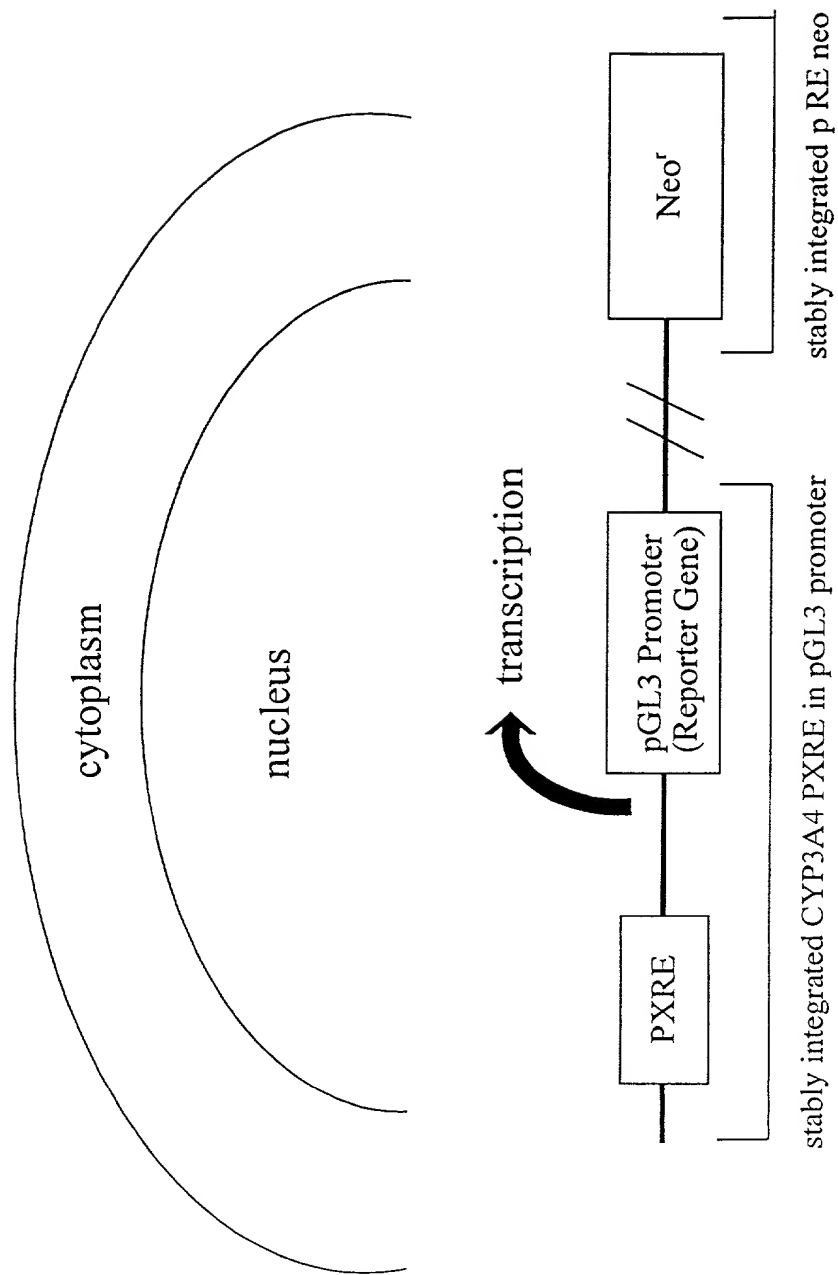 cytoplasm
nucleus
transcription
PXRE
pGL3 Promoter
(Reporter Gene)
Neoʳ
stably integrated CYP3A4 PXRE in pGL3 promoter
stably integrated p RE neo